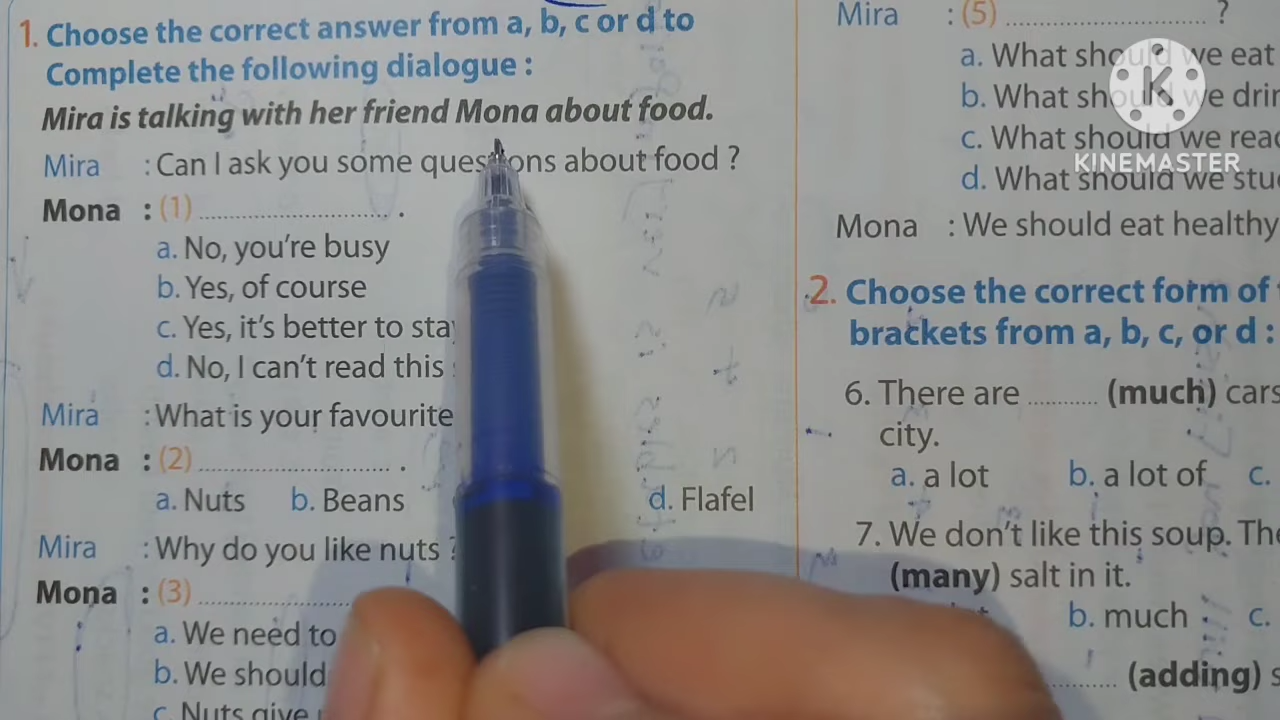 1. Choose the correct answer from a, b, c or d to
Complete the following dialogue :
Mira is talking with her friend Mona about food.
Mira : Can I ask you some questions about food ?
Mona : (1) .................................. .
a. No, you're busy
b. Yes, of course
c. Yes, it's better to
d. No, I can't read this
Mira : What is your favourite
Mona : (2) .................................. .
a. Nuts b. Beans d. Flafel
Mira : Why do you like nuts ?
Mona : (3) ..........................
a. We need to
b. We should
c. Nuts give
Mira : (5) .................................. ?
a. What should we eat
b. What should we
c. What should we
d. What should we
Mona : We should eat healthy
2. Choose the correct form of
brackets from a, b, c, or d :
6. There are ........... (much) cars
city.
a. a lot b. a lot of c.
7. We don't like this soup.
(many) salt in it.
b. much c.
........... (adding)
K
KINEMASTER